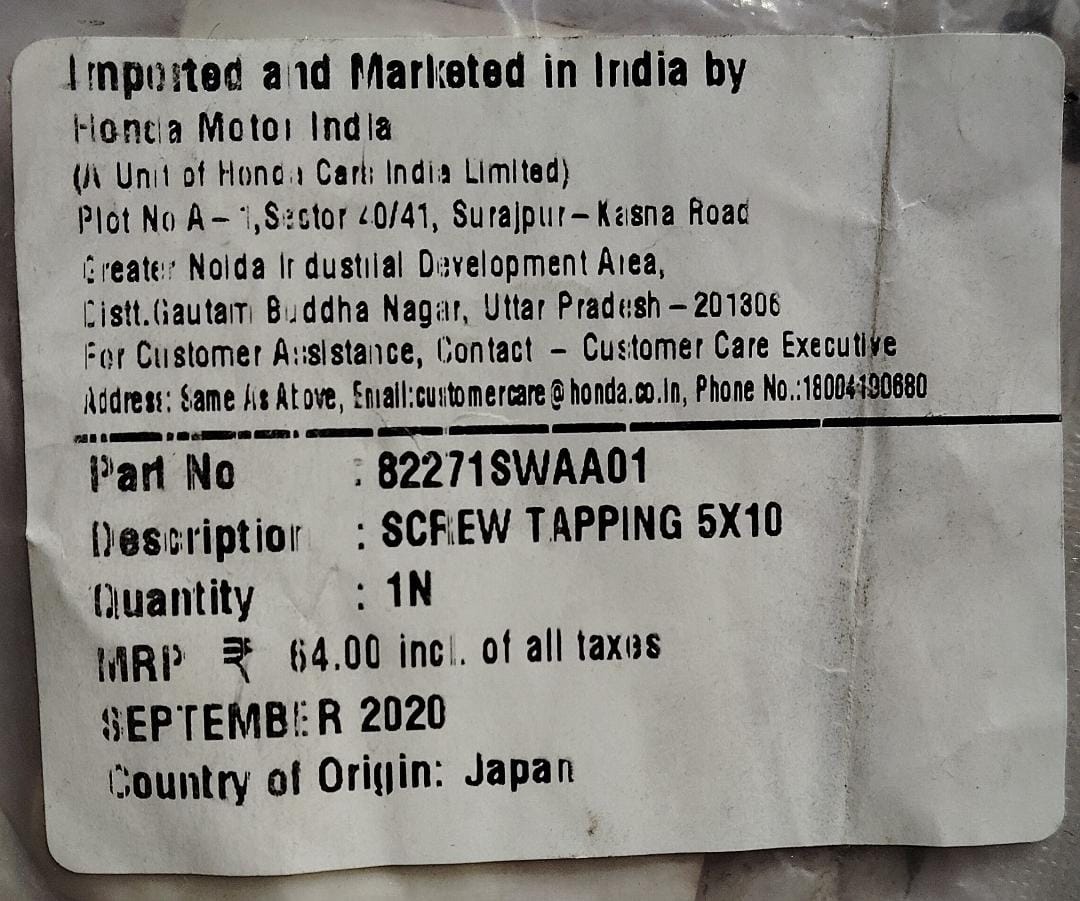 Imported and Marketed in India by
Honda Motor India
(A Unit of Honda Cars India Limited)
Plot No A - 1,Sector 40/41, Surajpur-Kasna Road
Greater Noida Industrial Development Area,
Distt.Gautam Buddha Nagar, Uttar Pradesh - 201306
For Customer Assistance, Contact - Customer Care Executive
Address: Same As Above, Email:customercare@honda.co.in, Phone No.:18004190680
Part No : 82271SWAA01
Description : SCREW TAPPING 5X10
Quantity : 1N
MRP ₹ 64.00 incl. of all taxes
SEPTEMBER 2020
Country of Origin: Japan